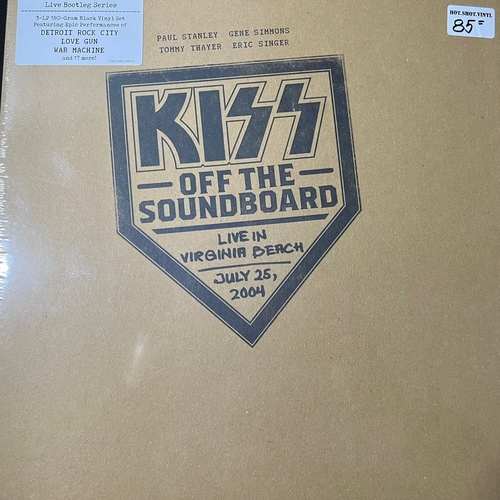 Live Bootleg Series
3-LP 180-Gram Black Vinyl Set
Featuring Epic Performances of
DETROIT ROCK CITY
LOVE GUN
WAR MACHINE
and 17 more!
PAUL STANLEY GENE SIMMONS
TOMMY THAYER ERIC SINGER
HOT.SHOT.VINYL
85=
KISS
OFF THE
SOUNDBOARD
LIVE IN
VIRGINIA BEACH
JULY 25,
2004